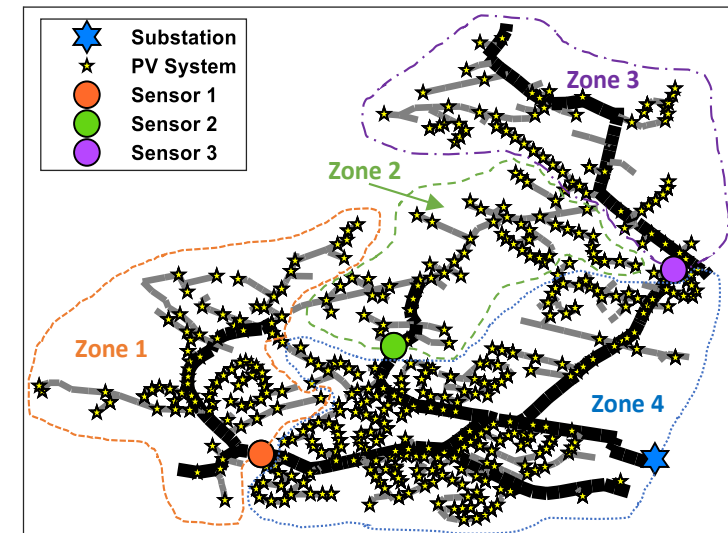 Substation
PV System
Sensor 1
Sensor 2
Sensor 3
Zone 3
Zone 2
Zone 1
Zone 4